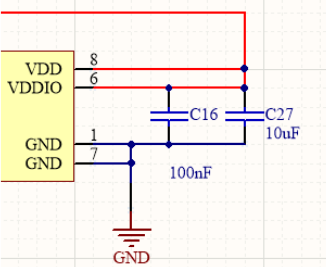 VDD 8
VDDIO 6
C16 C27
10uF
GND 1
GND 7
100nF
GND